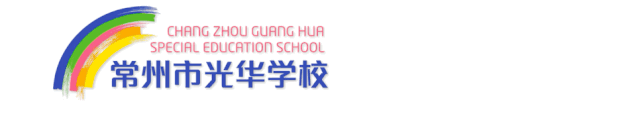 CHANG ZHOU GUANG HUA
SPECIAL EDUCATION SCHOOL
常州市光华学校